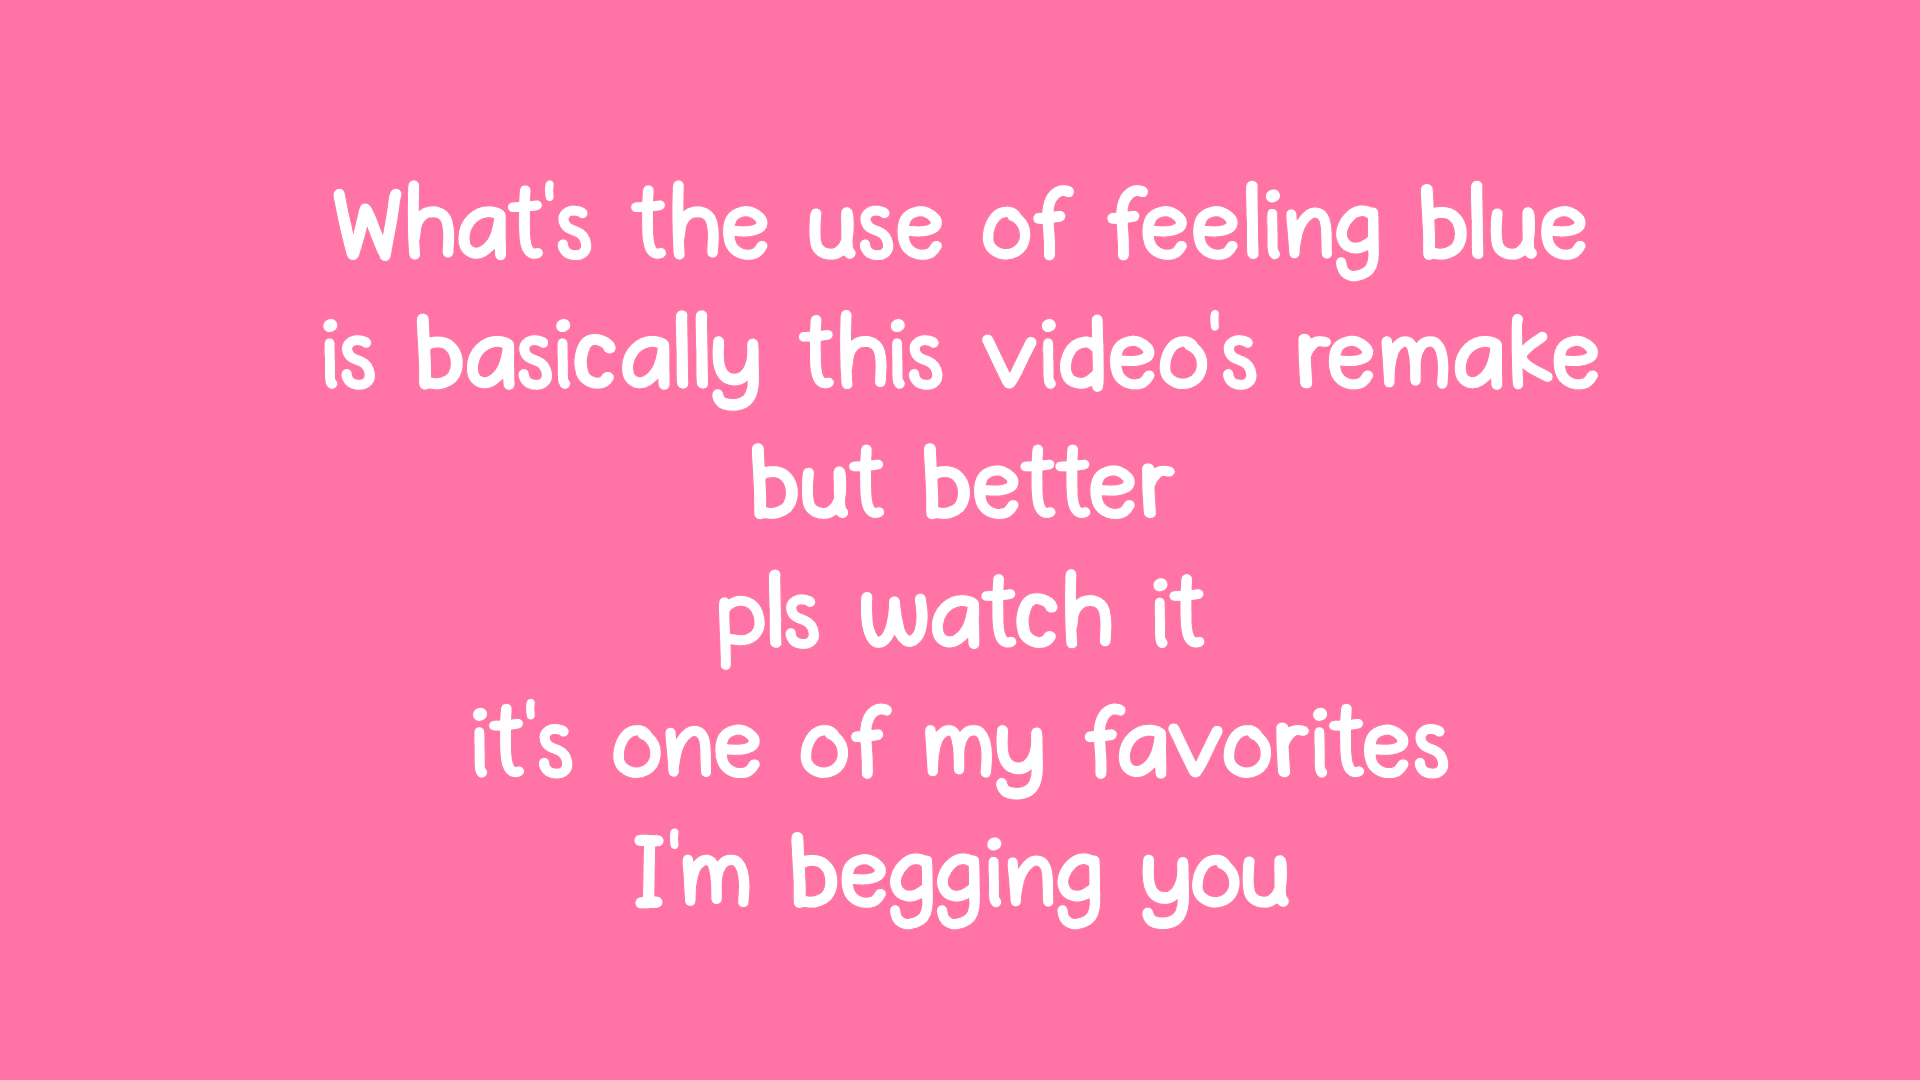 What's the use of feeling blue
is basically this video's remake
but better
pls watch it
it's one of my favorites
I'm begging you